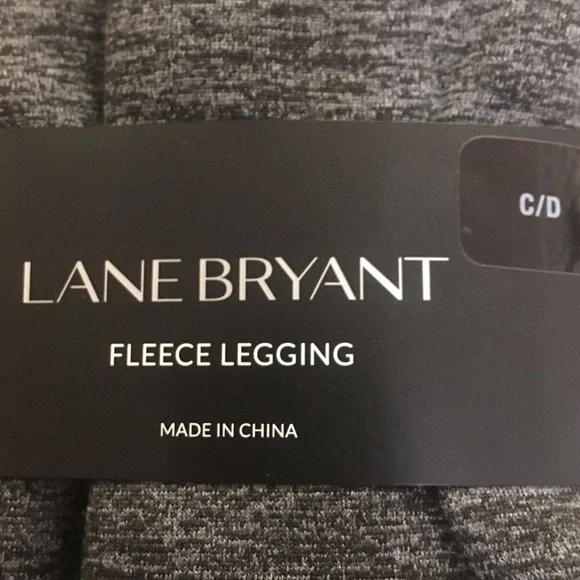 C/D
LANE BRYANT
FLEECE LEGGING
MADE IN CHINA